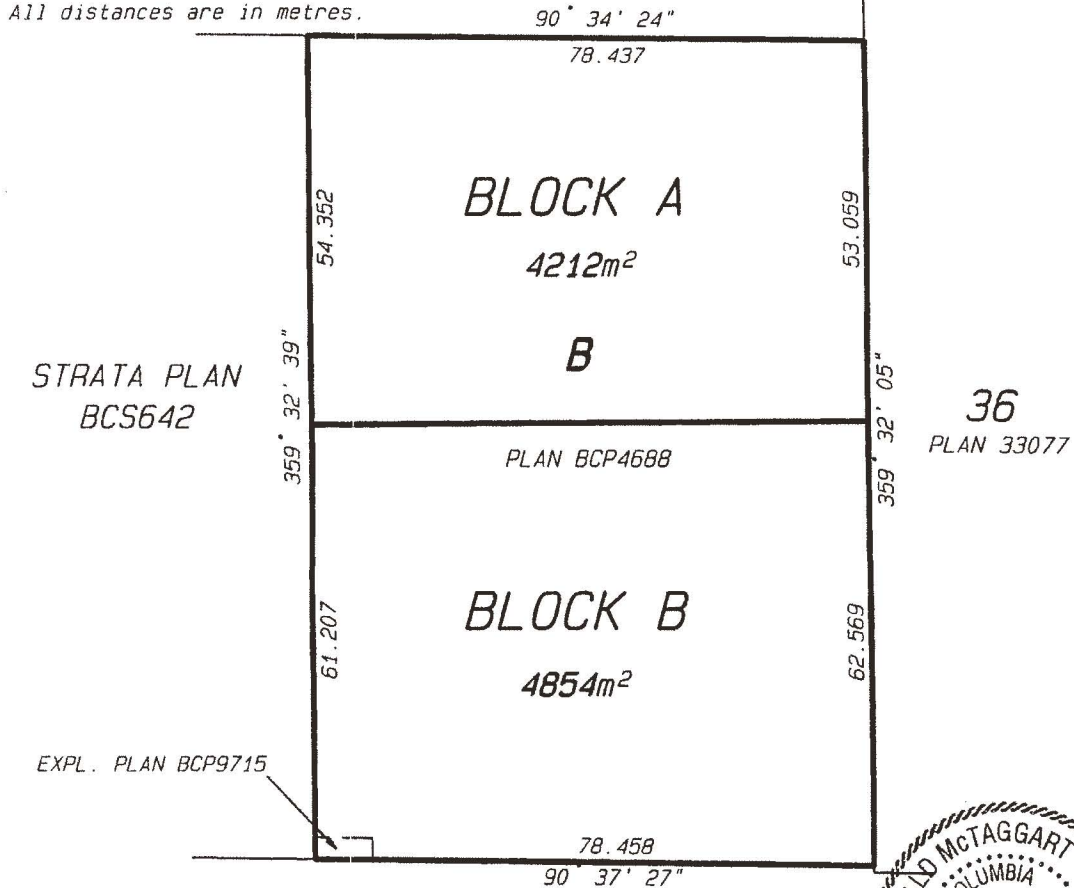 All distances are in metres.
90° 34' 24"
78.437
BLOCK A
4212m²
B
54.352
53.059
359° 32' 39"
359° 32' 05"
STRATA PLAN
BCS642
36
PLAN 33077
PLAN BCP4688
BLOCK B
4854m²
61.207
62.569
EXPL. PLAN BCP9715
78.458
90° 37' 27"
LD McTAGGART
OLUMBIA